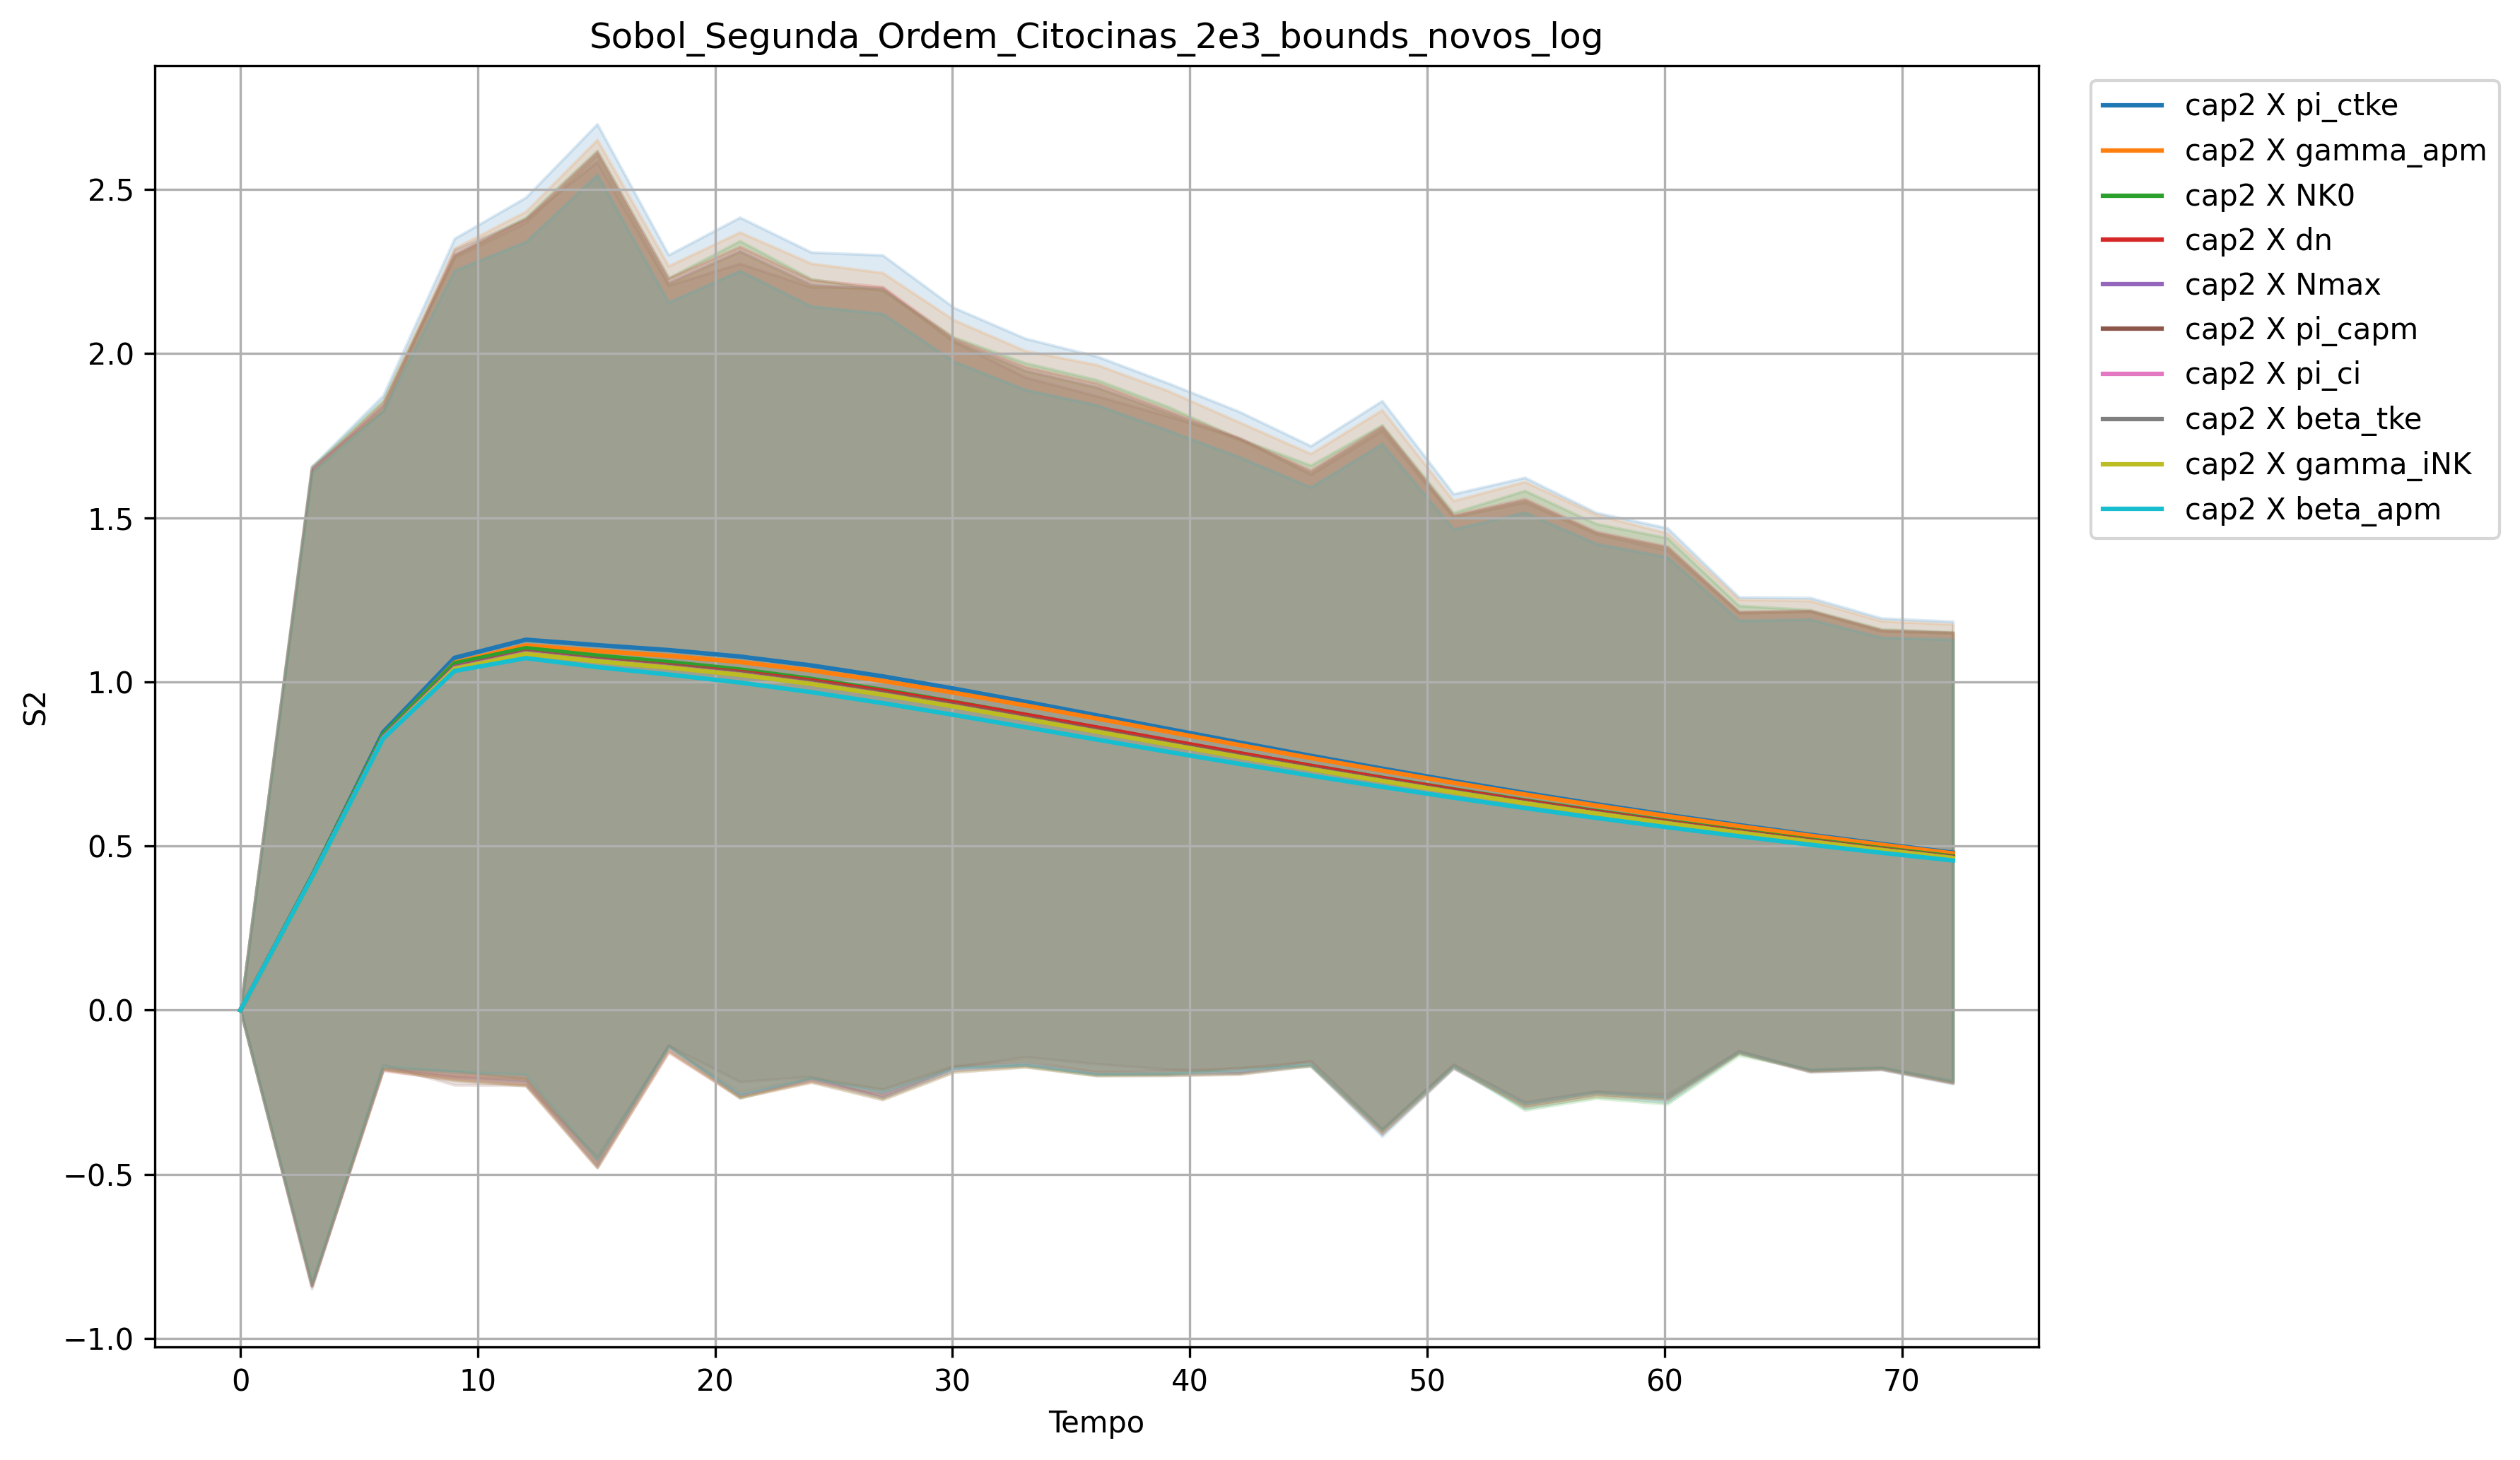 Sobol_Segunda_Ordem_Citocinas_2e3_bounds_novos_log
cap2 X pi_ctke
cap2 X gamma_apm
cap2 X NK0
cap2 X dn
cap2 X Nmax
cap2 X pi_capm
cap2 X pi_ci
cap2 X beta_tke
cap2 X gamma_iNK
cap2 X beta_apm
S2
2.5
2.0
1.5
1.0
0.5
0.0
−0.5
−1.0
0 10 20 30 40 50 60 70
Tempo